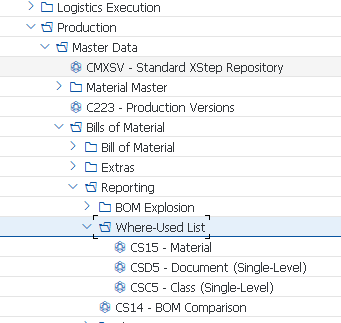 Logistics Execution
Production
Master Data
CMXSV - Standard XStep Repository
Material Master
C223 - Production Versions
Bills of Material
Bill of Material
Extras
Reporting
BOM Explosion
Where-Used List
CS15 - Material
CSD5 - Document (Single-Level)
CSC5 - Class (Single-Level)
CS14 - BOM Comparison